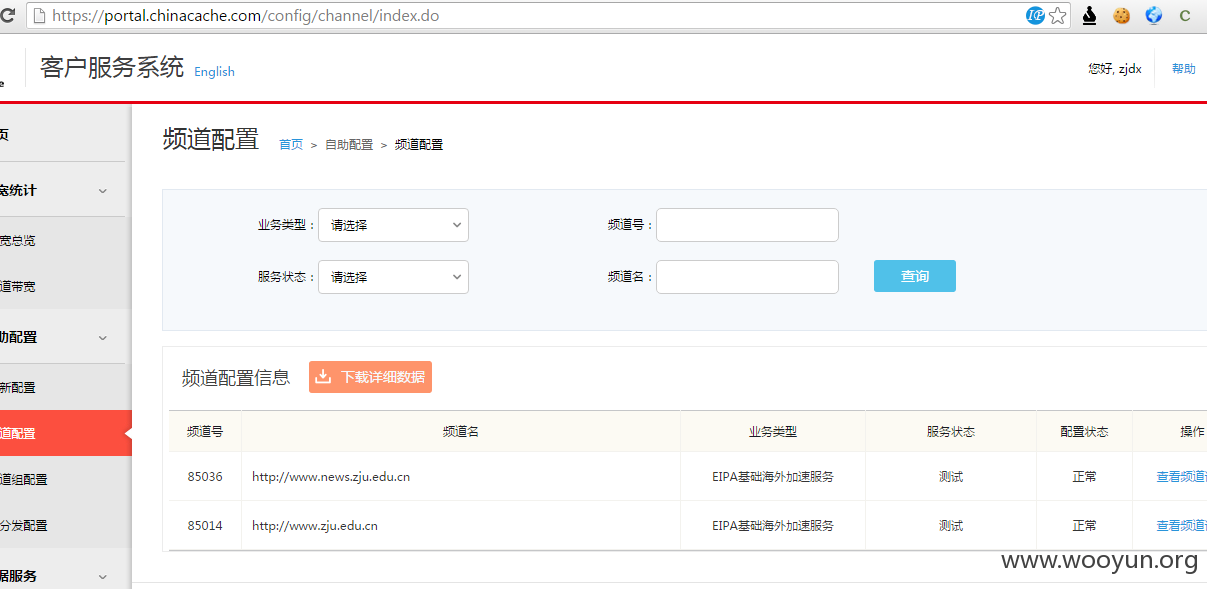 https://portal.chinacache.com/config/channel/index.do
客户服务系统 English
您好, zjdx 帮助
页
宽统计
宽总览
道带宽
助配置
新配置
道配置
道组配置
分发配置
据服务
频道配置 首页 > 自助配置 > 频道配置
业务类型： 请选择 频道号：
服务状态： 请选择 频道名： 查询
频道配置信息 下载详细数据
频道号 频道名 业务类型 服务状态 配置状态 操作
85036 http://www.news.zju.edu.cn EIPA基础海外加速服务 测试 正常 查看频道
85014 http://www.zju.edu.cn EIPA基础海外加速服务 测试 正常 查看频道
www.wooyun.org